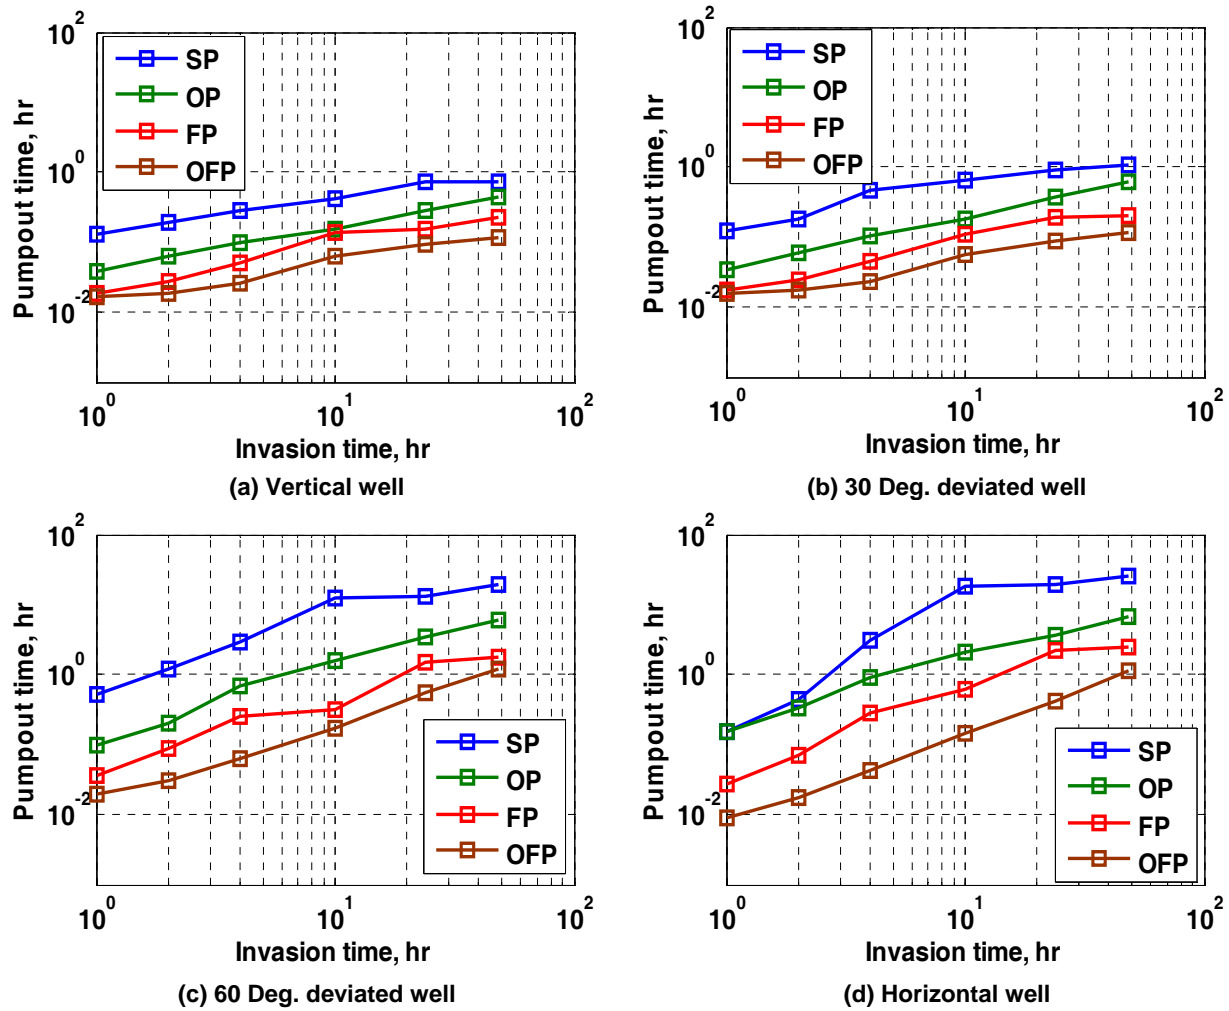 10^2
10^0
10^-2
Pumpout time, hr
SP
OP
FP
OFP
10^0
10^1
10^2
Invasion time, hr
(a) Vertical well
10^2
10^0
10^-2
Pumpout time, hr
SP
OP
FP
OFP
10^0
10^1
10^2
Invasion time, hr
(b) 30 Deg. deviated well
10^2
10^0
10^-2
Pumpout time, hr
SP
OP
FP
OFP
10^0
10^1
10^2
Invasion time, hr
(c) 60 Deg. deviated well
10^2
10^0
10^-2
Pumpout time, hr
SP
OP
FP
OFP
10^0
10^1
10^2
Invasion time, hr
(d) Horizontal well